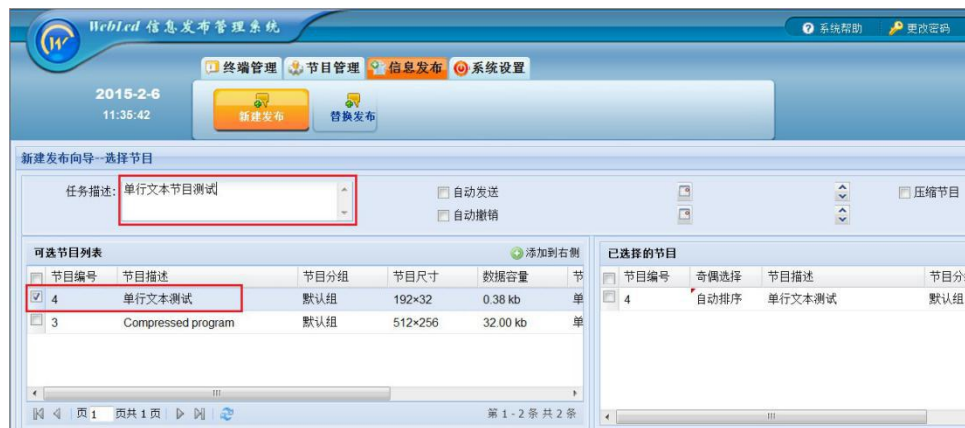 WebLed 信息发布管理系统
系统帮助 更改密码
终端管理 节目管理 信息发布 系统设置
2015-2-6
11:35:42
新建发布 替换发布
新建发布向导--选择节目
任务描述: 单行文本节目测试
自动发送 压缩节目
自动撤销
可选节目列表 添加到右侧 已选择的节目
节目编号 节目描述 节目分组 节目尺寸 数据容量 节 节目编号 奇偶选择 节目描述 节目分
4 单行文本测试 默认组 192×32 0.38 kb 单 4 自动排序 单行文本测试 默认组
3 Compressed program 默认组 512×256 32.00 kb 单
页 1 页共 1 页 第 1 - 2 条 共 2 条